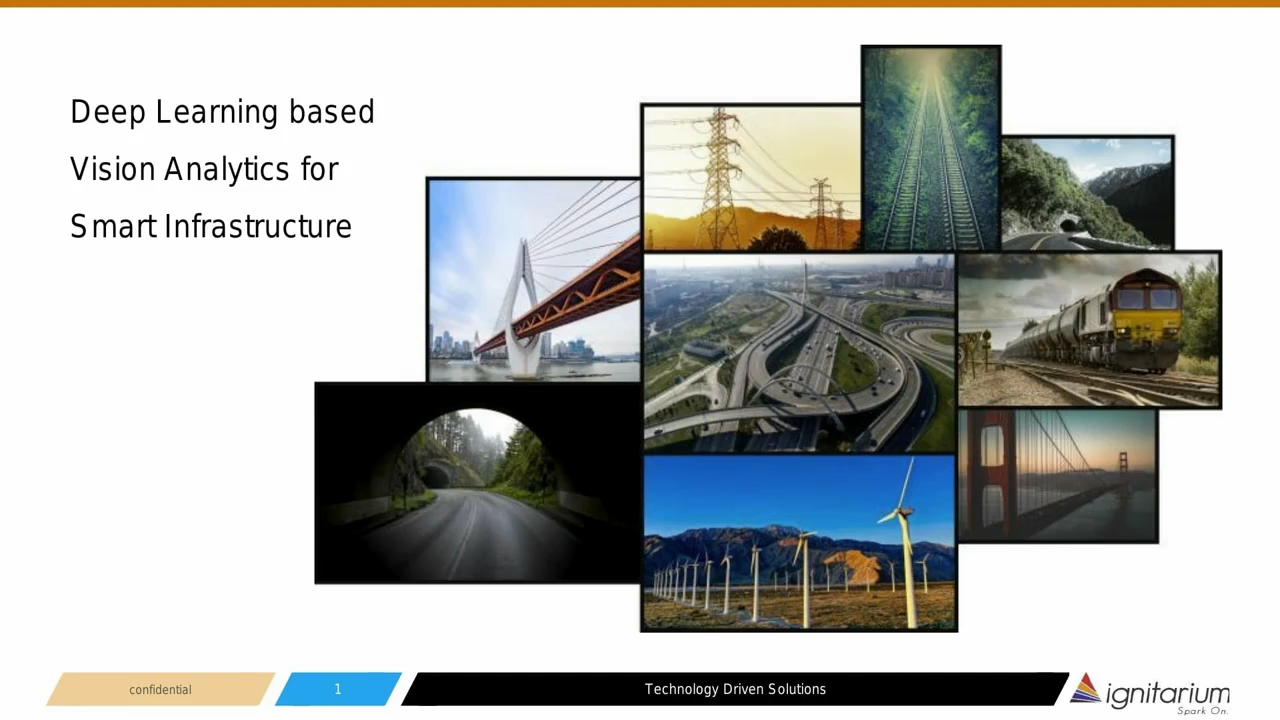 Deep Learning based
Vision Analytics for
Smart Infrastructure
confidential
1
Technology Driven Solutions
ignitarium
Spark On.